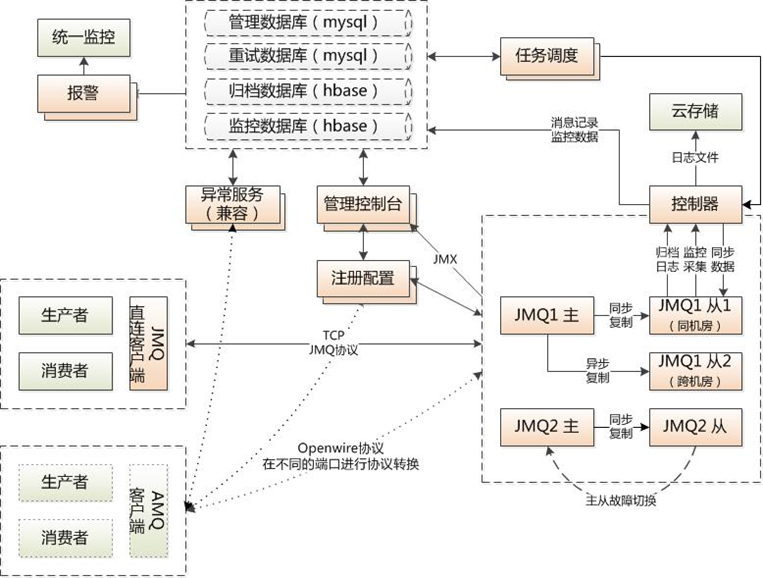 管理数据库（mysql）
重试数据库（mysql）
归档数据库（hbase）
监控数据库（hbase）
统一监控
报警
任务调度
消息记录
监控数据
云存储
日志文件
控制器
异常服务
（兼容）
管理控制台
注册配置
JMX
归档
日志
监控
采集
同步
数据
生产者
消费者
JMQ
直连客户端
TCP
JMQ协议
JMQ1 主
同步
复制
JMQ1 从1
（同机房）
异步
复制
JMQ1 从2
（跨机房）
JMQ2 主
同步
复制
JMQ2 从
主从故障切换
Openwire协议
在不同的端口进行协议转换
生产者
消费者
AMQ
客户端